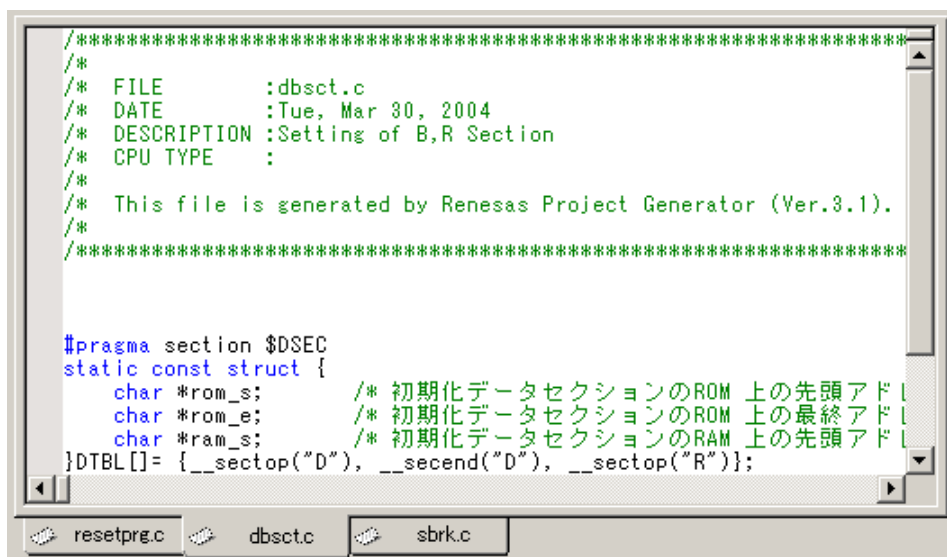 /*****************************************************************
/*
/*  FILE        :dbsct.c
/*  DATE        :Tue, Mar 30, 2004
/*  DESCRIPTION :Setting of B,R Section
/*  CPU TYPE    :
/*
/*  This file is generated by Renesas Project Generator (Ver.3.1).
/*
/*****************************************************************
#pragma section $DSEC
static const struct {
    char *rom_s;       /* 初期化データセクションのROM 上の先頭アド
    char *rom_e;       /* 初期化データセクションのROM 上の最終アド
    char *ram_s;       /* 初期化データセクションのRAM 上の先頭アド
}DTBL[]= {__sectop("D"), __secend("D"), __sectop("R")};
resetprg.c dbsct.c sbrk.c